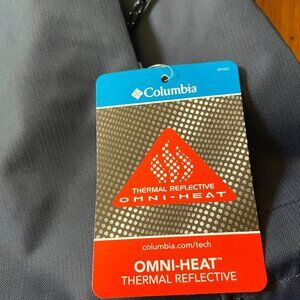 Columbia
THERMAL REFLECTIVE
OMNI-HEAT
columbia.com/tech
OMNI-HEAT™
THERMAL REFLECTIVE